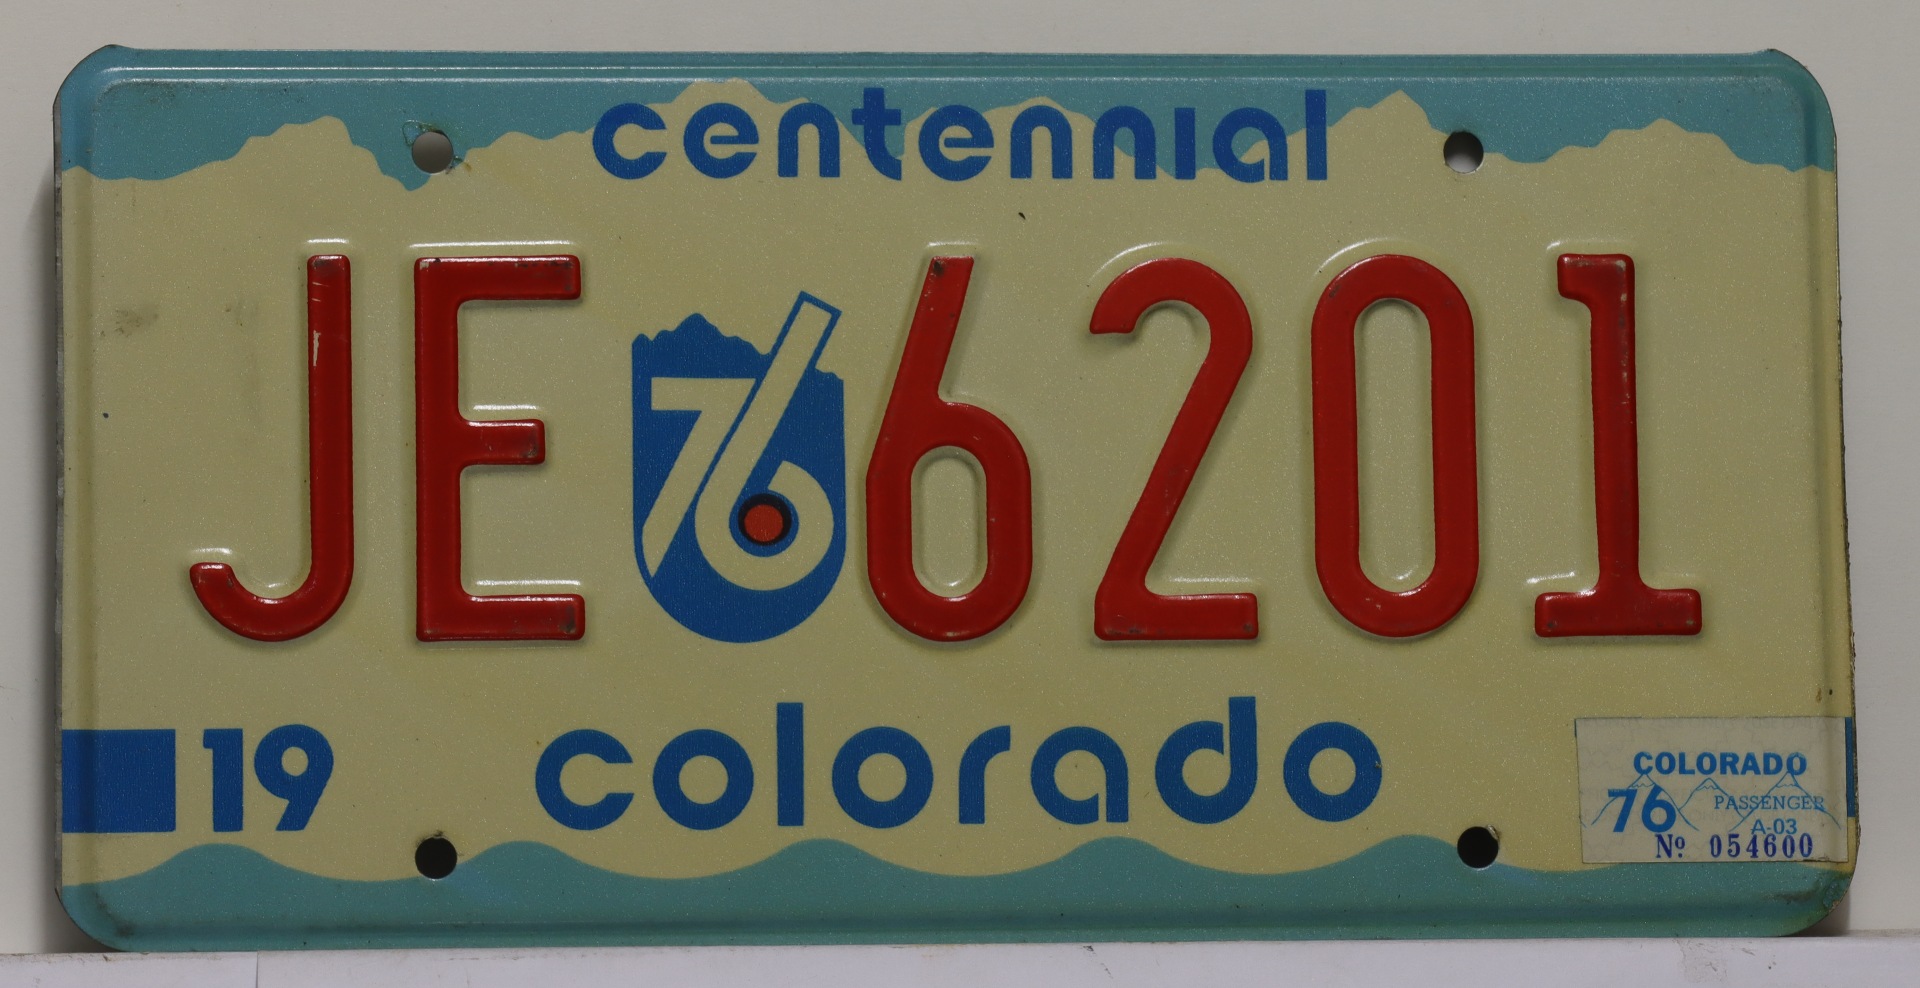 centennial
JE 76 6201
19 colorado
COLORADO
76 PASSENGER
A-03
Nº 054600